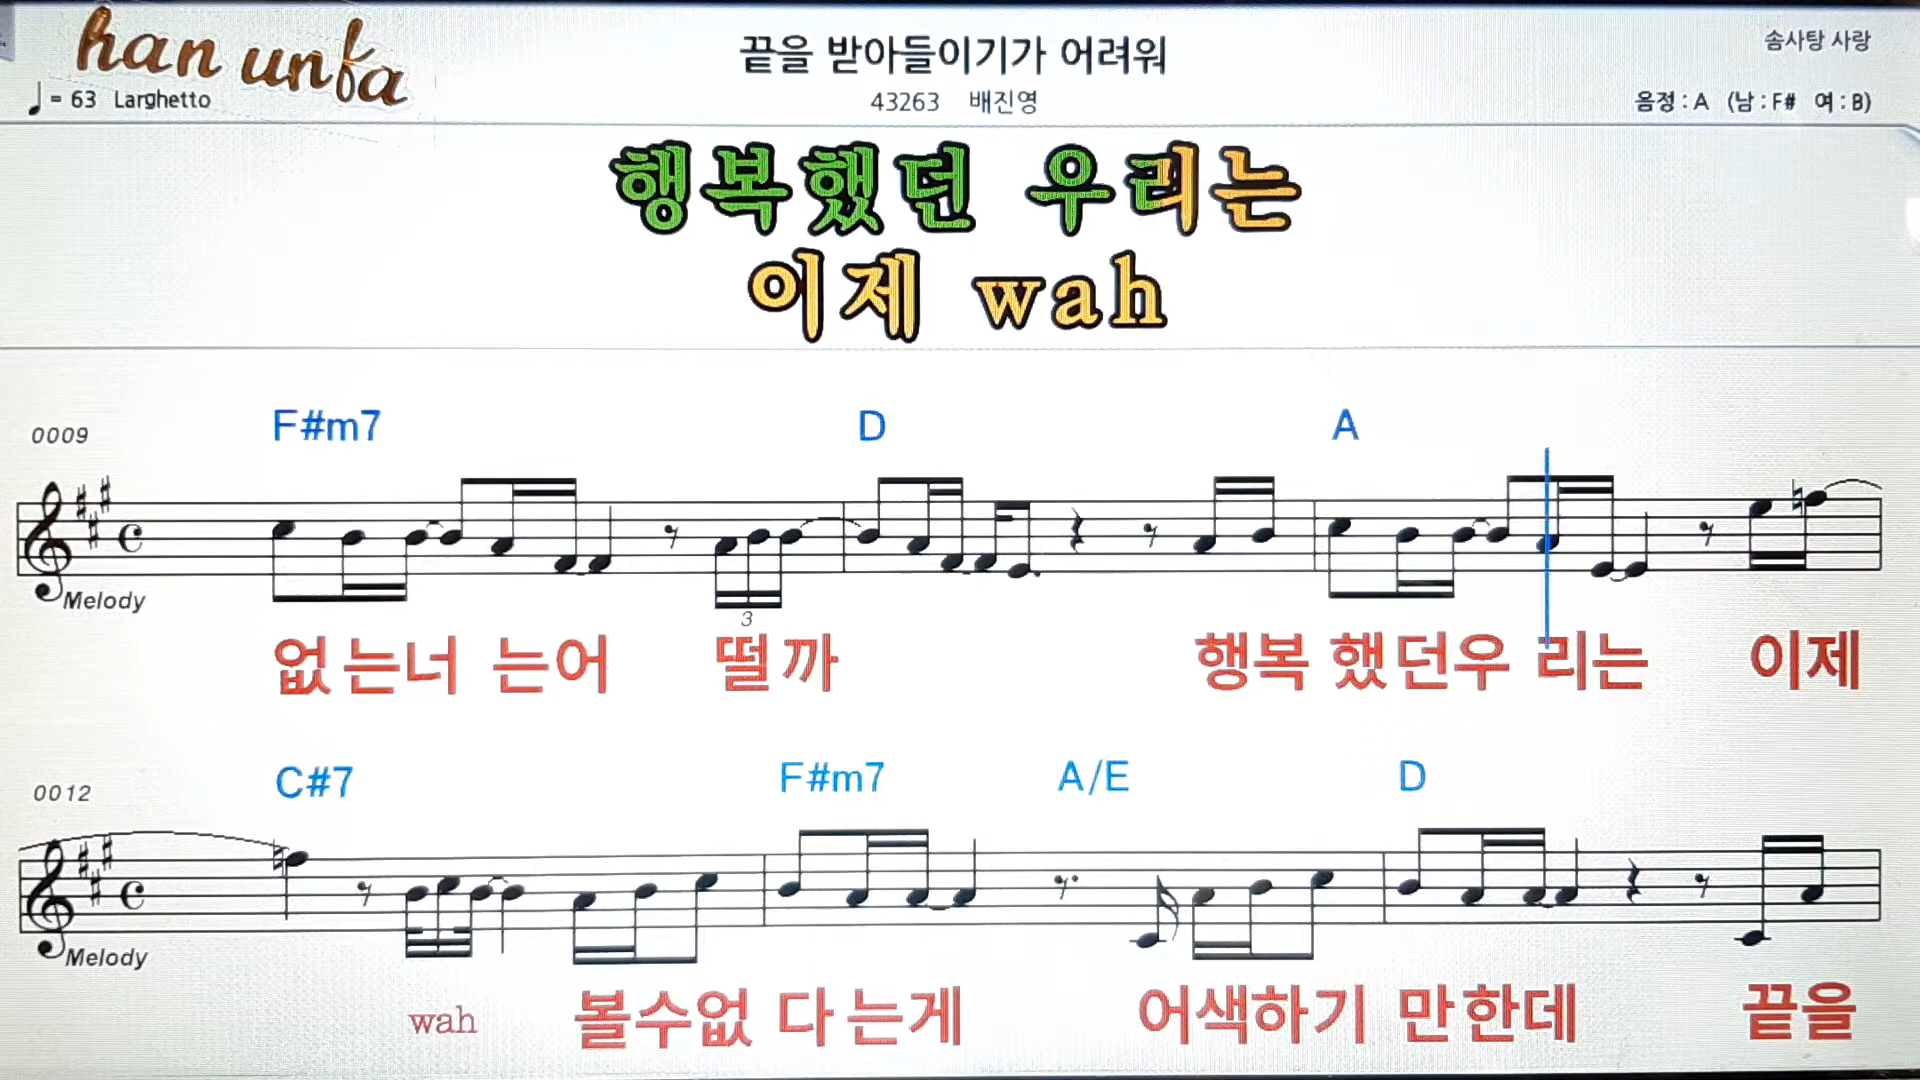 han unfa
끝을 받아들이기가 어려워
솜사탕 사랑
♩= 63 Larghetto
43263 배진영
음정 : A (남 : F# 여 : B)
행복했던 우리는
이제 wah
0009 F#m7 D A
Melody
3
없는너 는어 떨까 행복 했던우 리는 이제
0012 C#7 F#m7 A/E D
Melody
wah 볼수없 다는게 어색하기 만한데 끝을